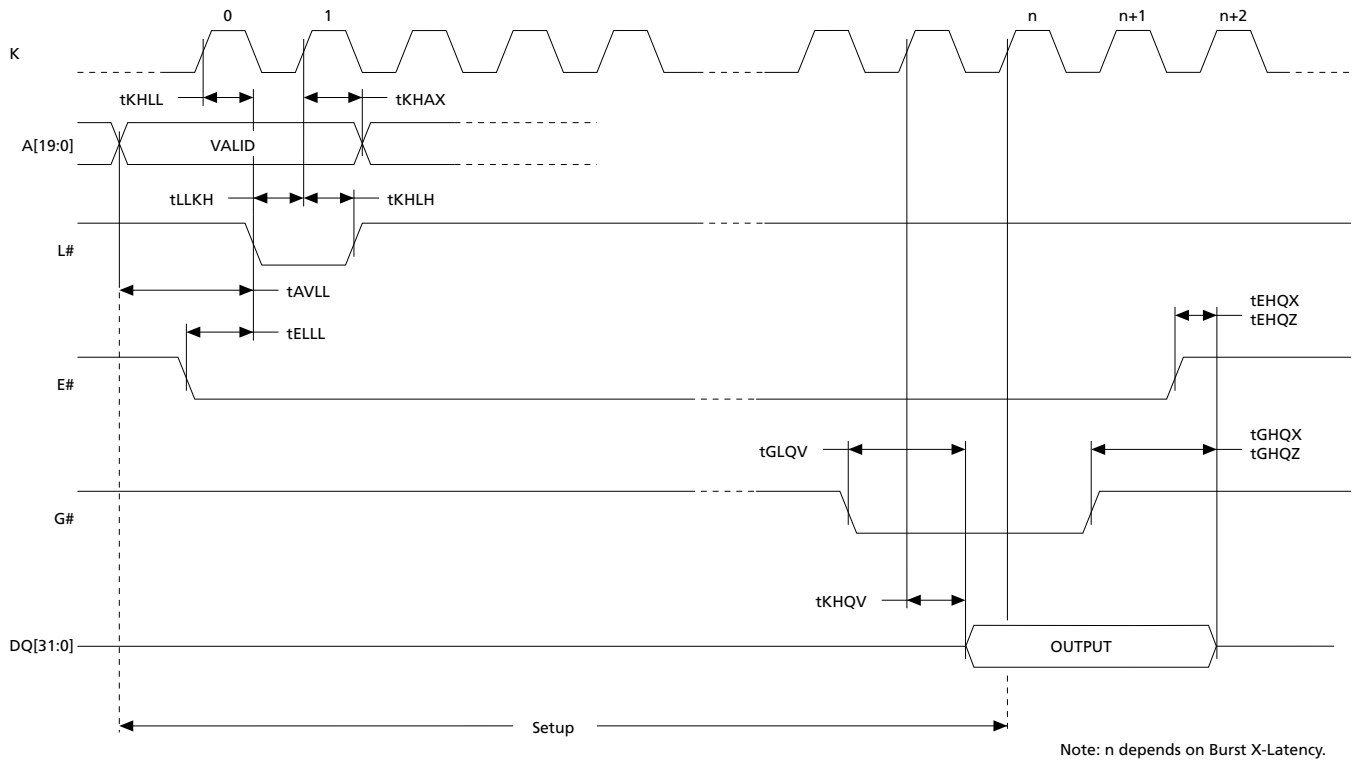 0 1 n n+1 n+2
K
tKHLL tKHAX
A[19:0] VALID
tLLKH tKHLH
L#
tAVLL
tEHQX
tEHQZ
tELLL
E#
tGHQX
tGHQZ
tGLQV
G#
tKHQV
DQ[31:0] OUTPUT
Setup
Note: n depends on Burst X-Latency.